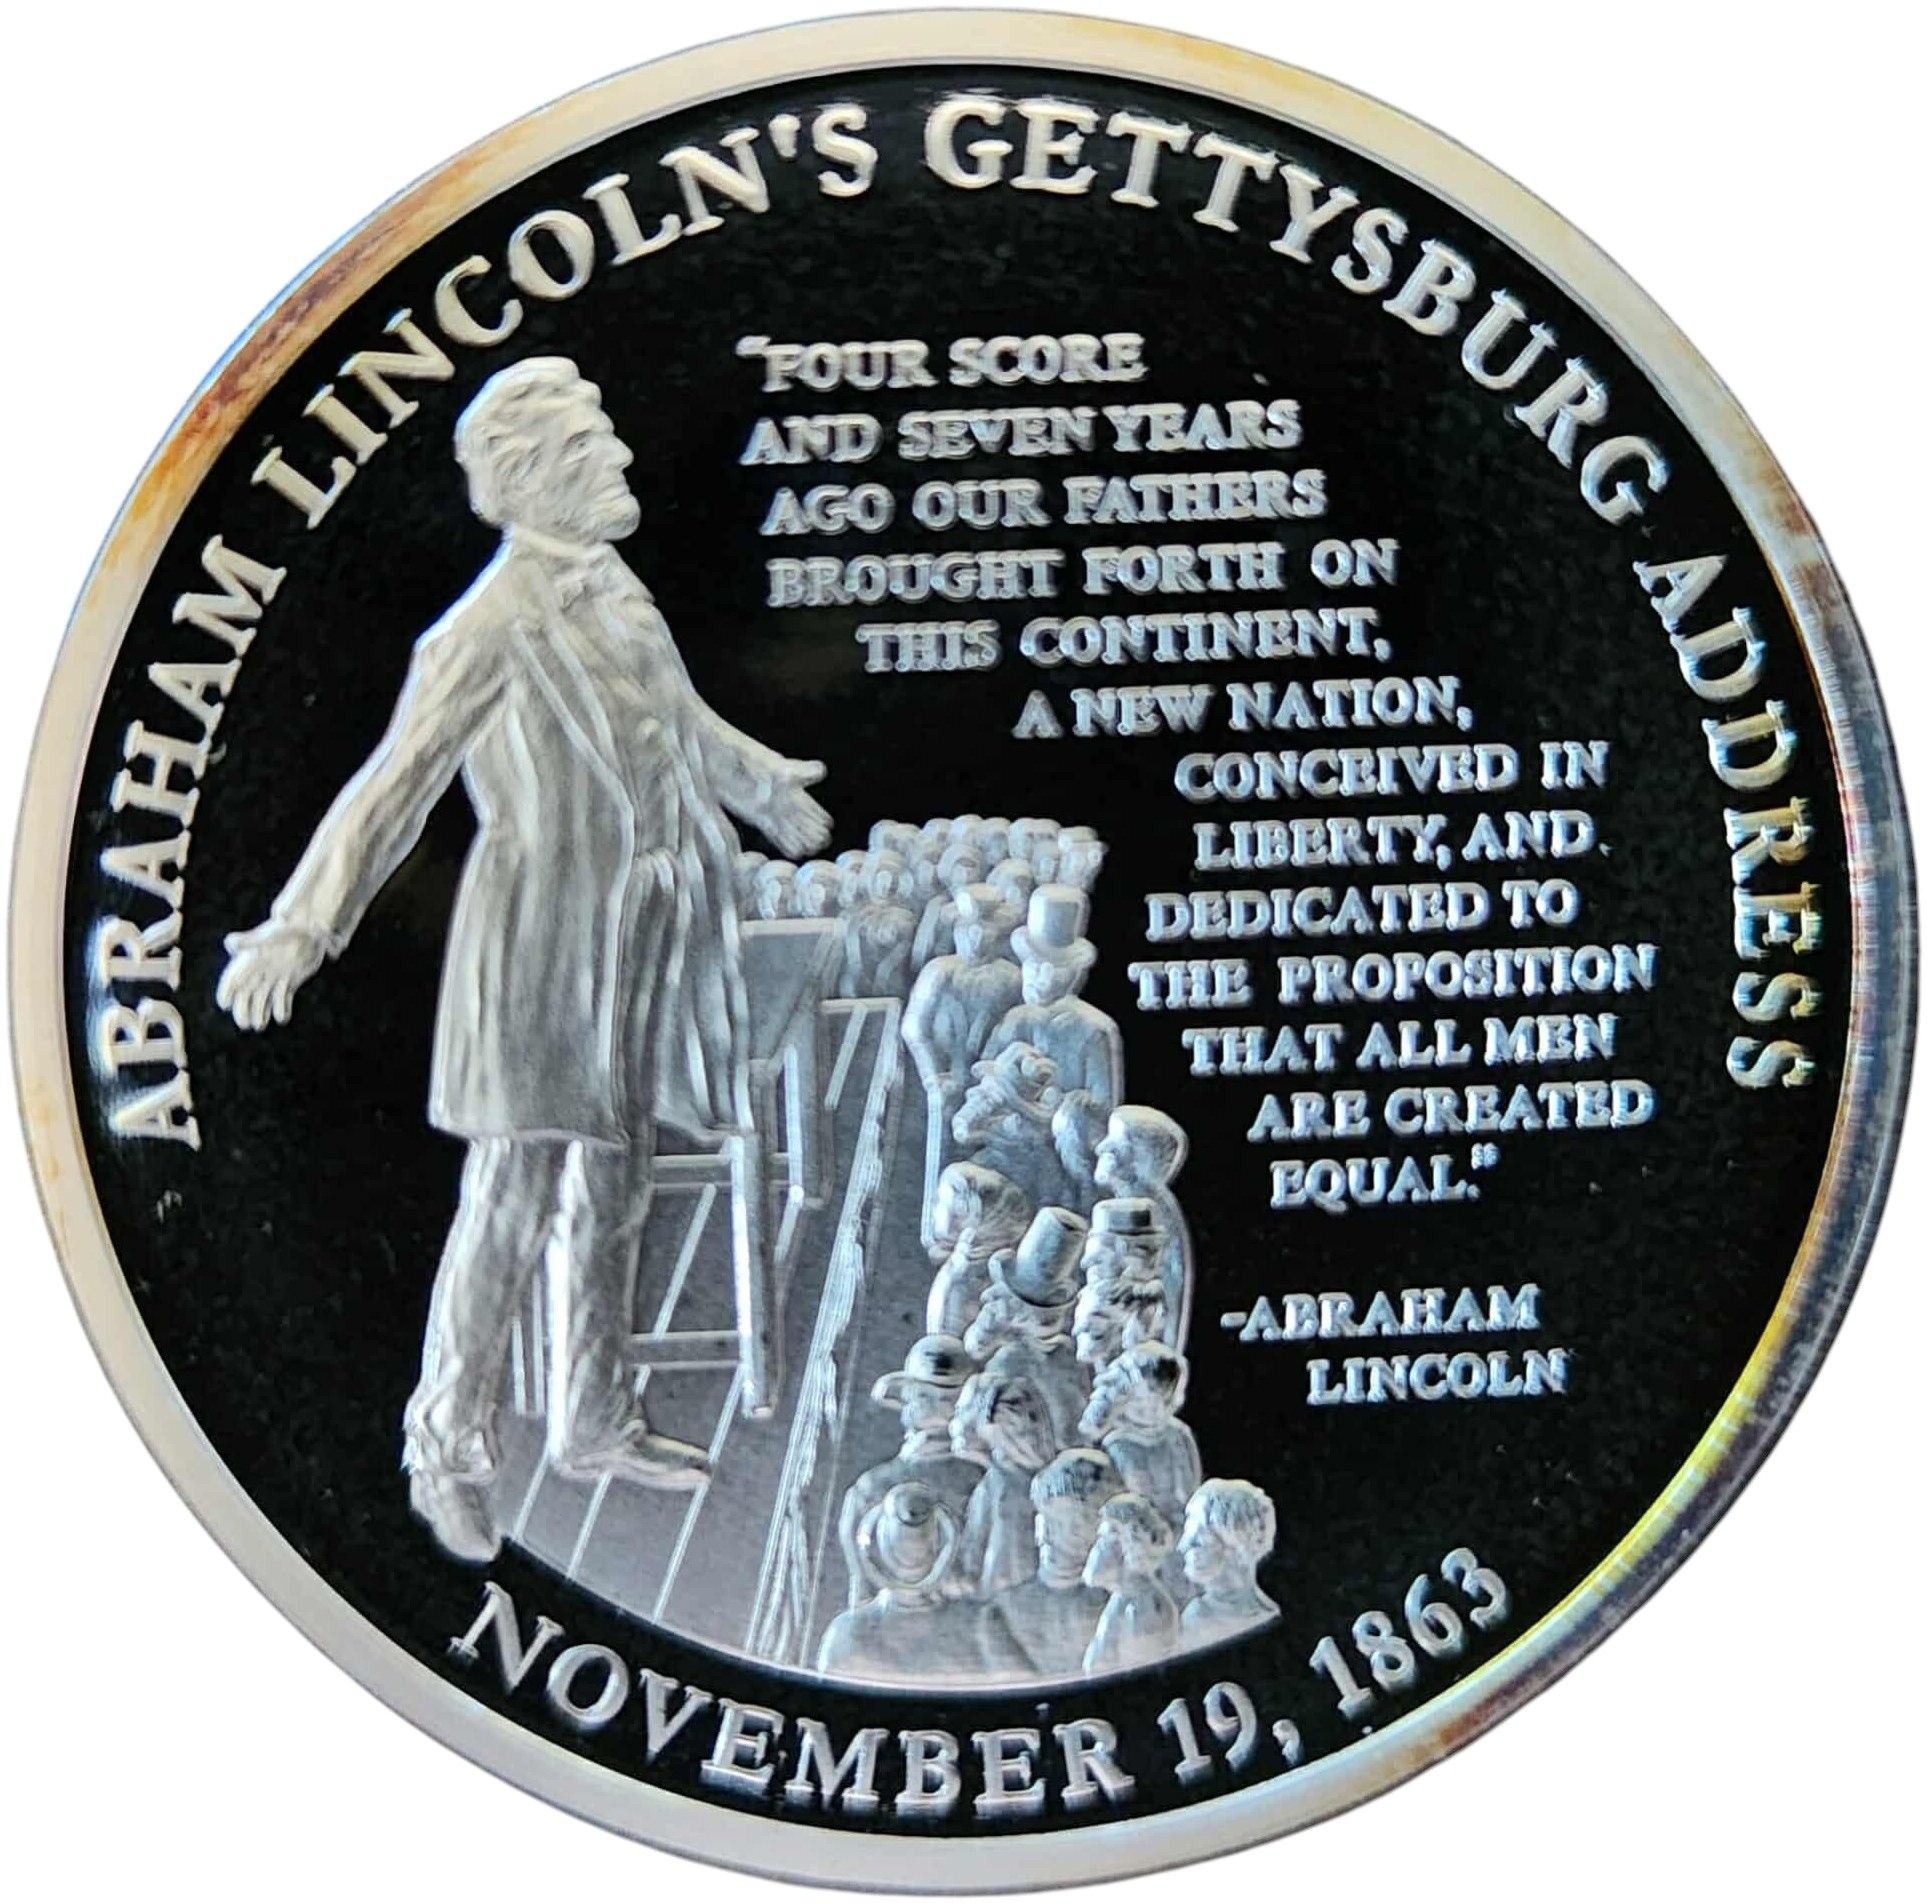 ABRAHAM LINCOLN'S GETTYSBURG ADDRESS
"FOUR SCORE
AND SEVEN YEARS
AGO OUR FATHERS
BROUGHT FORTH ON
THIS CONTINENT,
A NEW NATION,
CONCEIVED IN
LIBERTY, AND
DEDICATED TO
THE PROPOSITION
THAT ALL MEN
ARE CREATED
EQUAL."
-ABRAHAM
LINCOLN
NOVEMBER 19, 1863